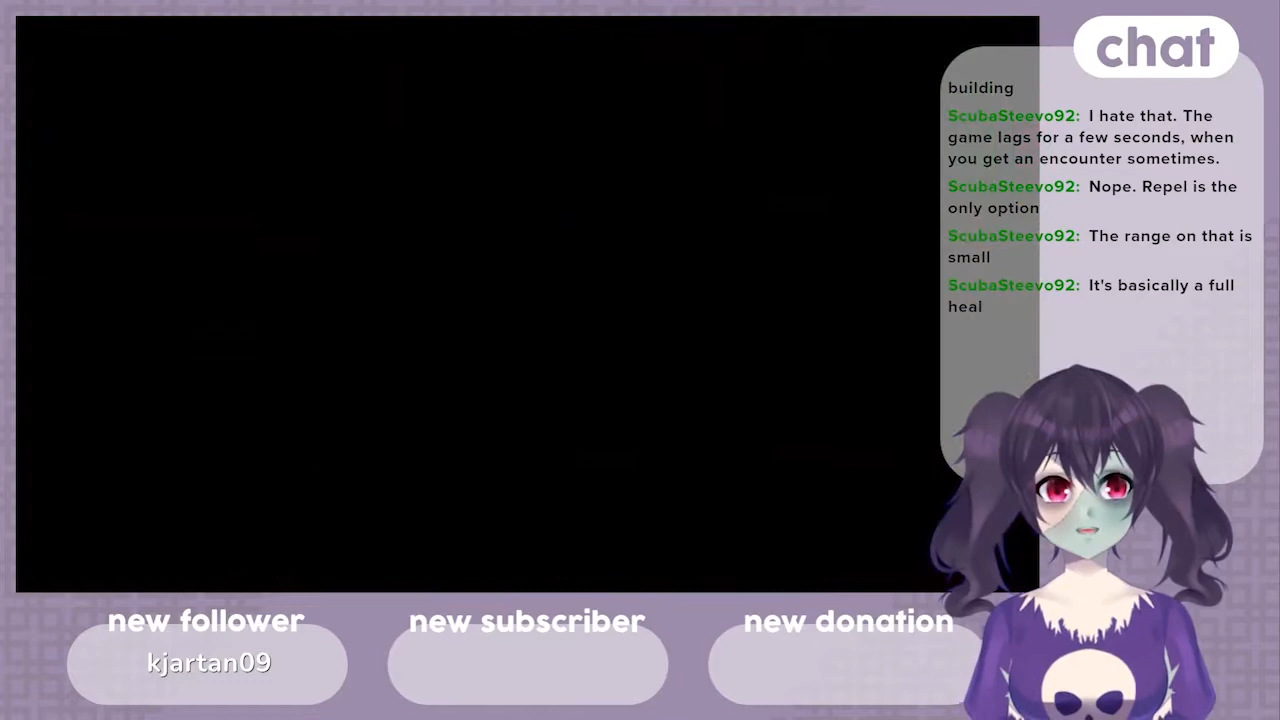 chat
building
ScubaSteevo92: I hate that. The
game lags for a few seconds, when
you get an encounter sometimes.
ScubaSteevo92: Nope. Repel is the
only option
ScubaSteevo92: The range on that is
small
ScubaSteevo92: It's basically a full
heal
new follower
kjartan09
new subscriber
new donation